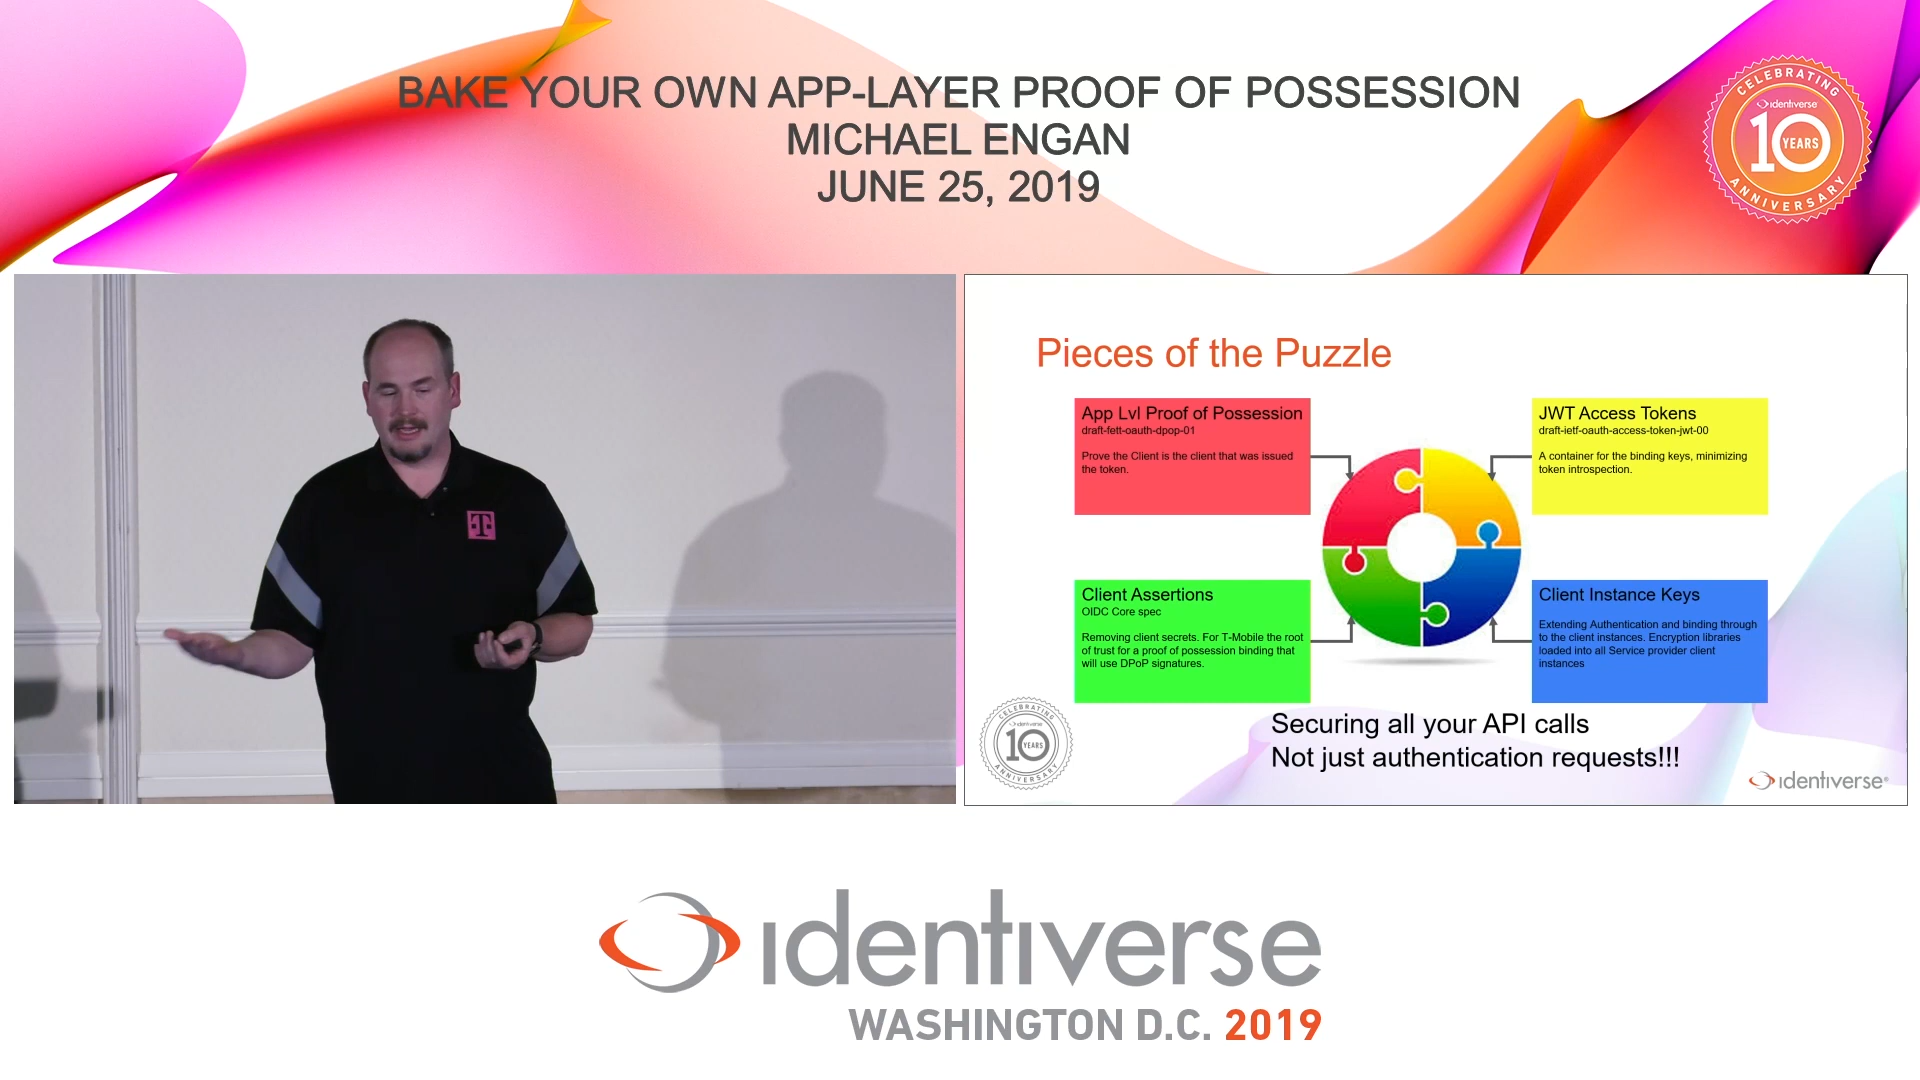 BAKE YOUR OWN APP-LAYER PROOF OF POSSESSION
MICHAEL ENGAN
JUNE 25, 2019
CELEBRATING
identiverse
10
YEARS
ANNIVERSARY
T
Pieces of the Puzzle
App Lvl Proof of Possession
draft-fett-oauth-dpop-01
Prove the Client is the client that was issued
the token.
JWT Access Tokens
draft-ietf-oauth-access-token-jwt-00
A container for the binding keys, minimizing
token introspection.
Client Assertions
OIDC Core spec
Removing client secrets. For T-Mobile the root
of trust for a proof of possession binding that
will use DPoP signatures.
Client Instance Keys
Extending Authentication and binding through
to the client instances. Encryption libraries
loaded into all Service provider client
instances
Securing all your API calls
Not just authentication requests!!!
CELEBRATING
identiverse
10
YEARS
ANNIVERSARY
identiverse®
identiverse
WASHINGTON D.C. 2019